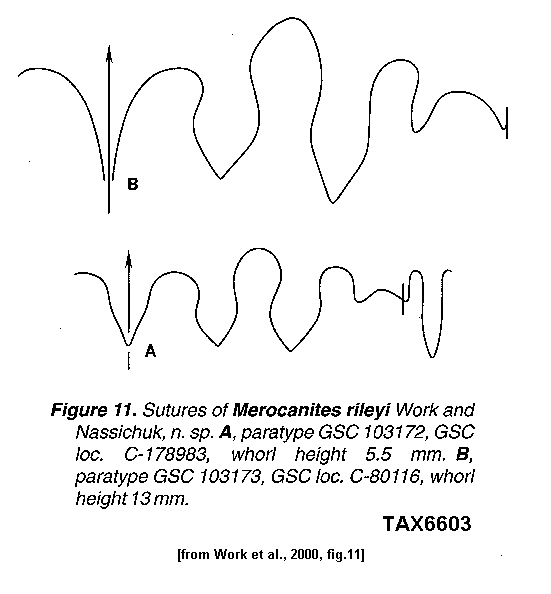 B
A
Figure 11. Sutures of Merocanites rileyi Work and
Nassichuk, n. sp. A, paratype GSC 103172, GSC
loc. C-178983, whorl height 5.5 mm. B,
paratype GSC 103173, GSC loc. C-80116, whorl
height 13 mm.
TAX6603
[from Work et al., 2000, fig.11]